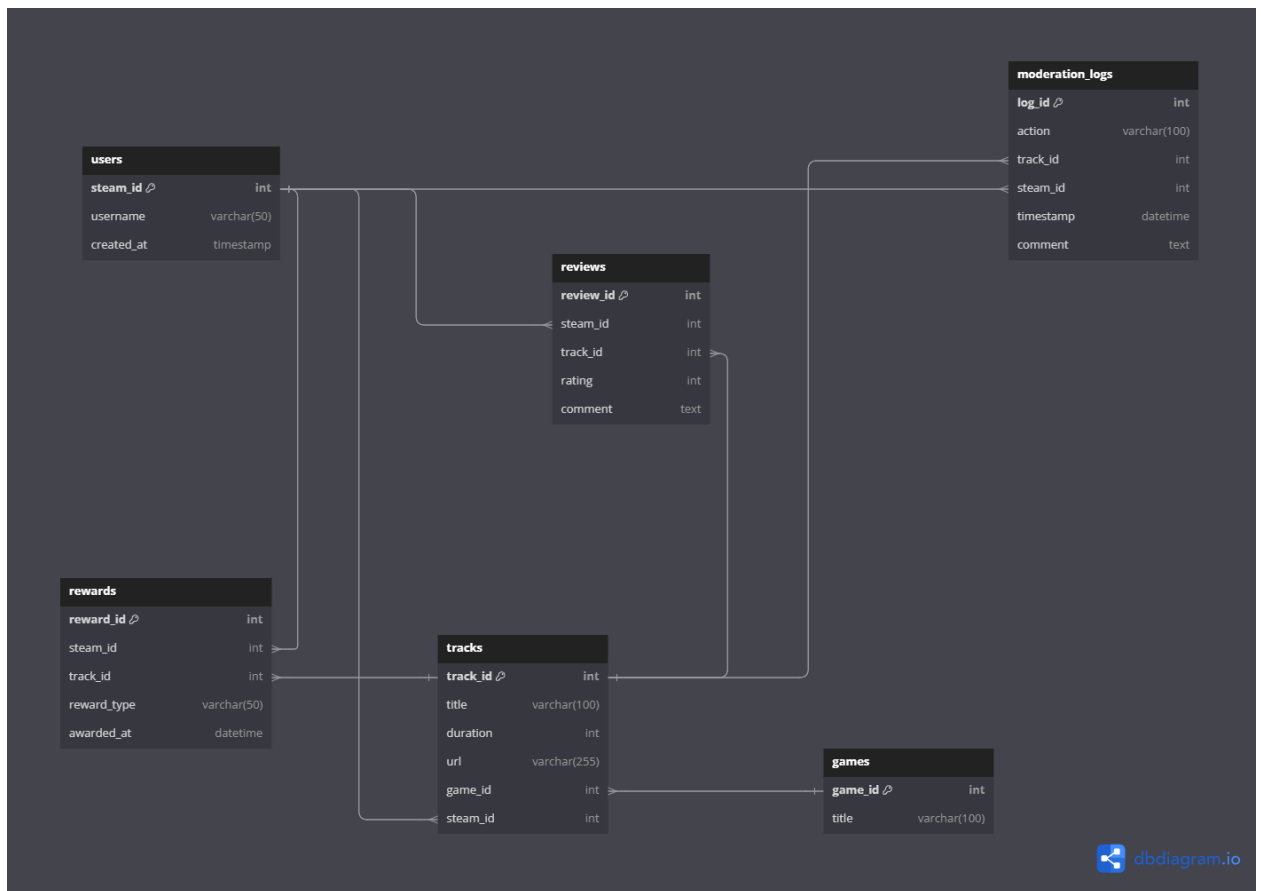 users
steam_id int
username varchar(50)
created_at timestamp
moderation_logs
log_id int
action varchar(100)
track_id int
steam_id int
timestamp datetime
comment text
reviews
review_id int
steam_id int
track_id int
rating int
comment text
rewards
reward_id int
steam_id int
track_id int
reward_type varchar(50)
awarded_at datetime
tracks
track_id int
title varchar(100)
duration int
url varchar(255)
game_id int
steam_id int
games
game_id int
title varchar(100)
dbdiagram.io